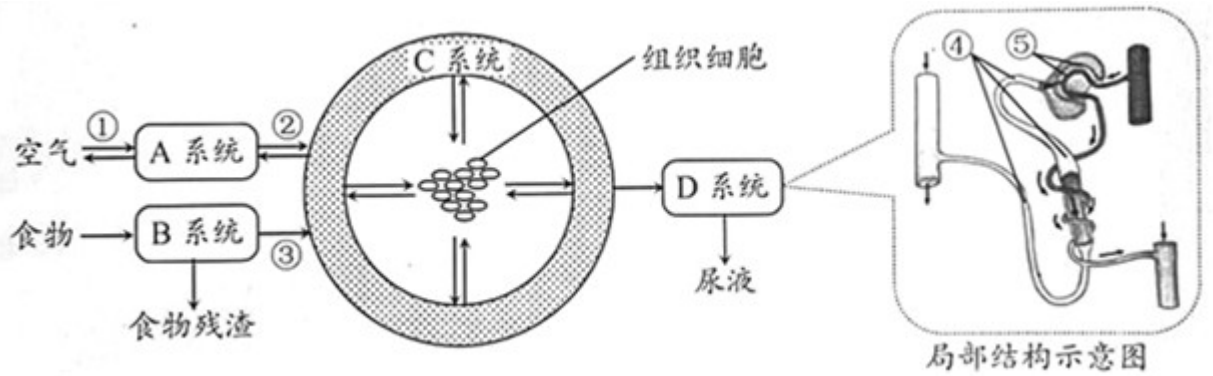 C 系统
组织细胞
④ ⑤
① ②
空气
A 系统
D 系统
食物
B 系统
③
尿液
食物残渣
局部结构示意图